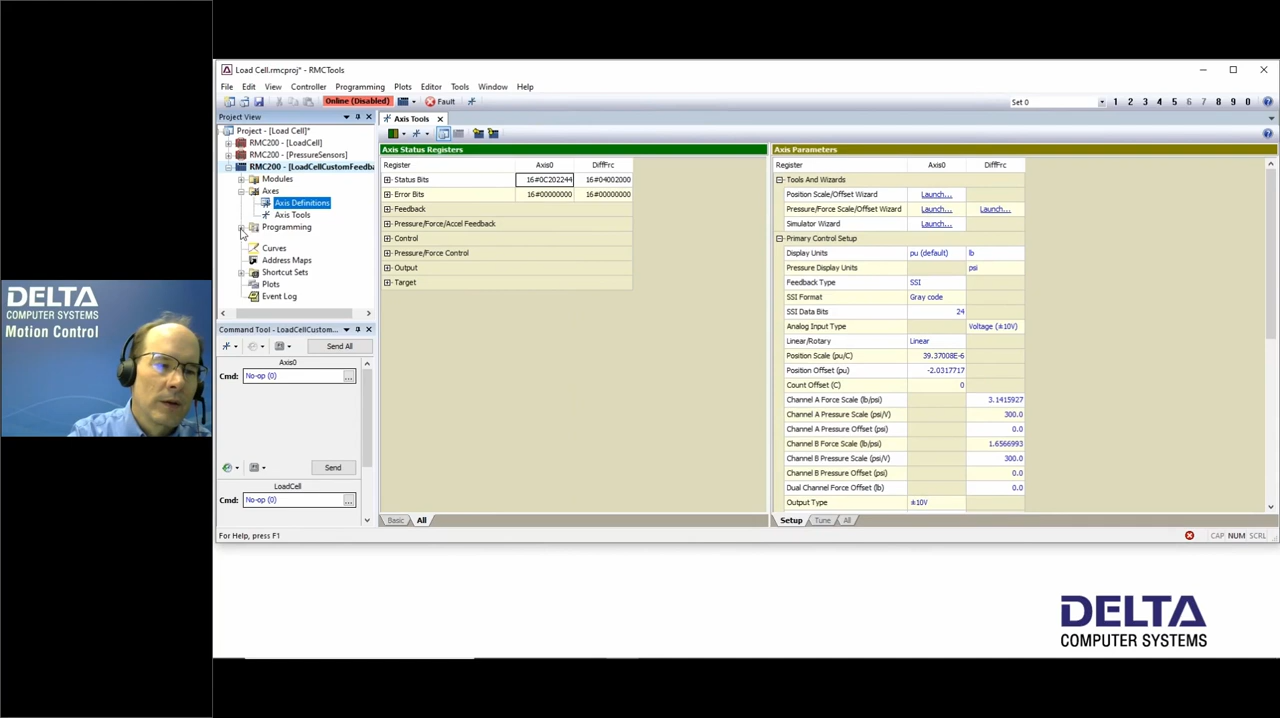 Load Cell.rmcproj* - RMCTools
File Edit View Controller Programming Plots Editor Tools Window Help
Online (Disabled) Fault Set 0 1 2 3 4 5 6 7 8 9 0
Project View
Project - [Load Cell]*
RMC200 - [LoadCell]
RMC200 - [PressureSensors]
RMC200 - [LoadCellCustomFeedba
Modules
Axes
Axis Definitions
Axis Tools
Programming
Curves
Address Maps
Shortcut Sets
Plots
Event Log
Command Tool - LoadCellCustom...
Send All
Axis0
Cmd: No-op (0) ...
Send
LoadCell
Cmd: No-op (0) ...
Axis Tools
Axis Status Registers
Register Axis0 DiffFrc
Status Bits 16#0C202244 16#04002000
Error Bits 16#00000000 16#00000000
Feedback
Pressure/Force/Accel Feedback
Control
Pressure/Force Control
Output
Target
Basic All
Axis Parameters
Register Axis0 DiffFrc
Tools And Wizards
Position Scale/Offset Wizard Launch...
Pressure/Force Scale/Offset Wizard Launch... Launch...
Simulator Wizard Launch...
Primary Control Setup
Display Units pu (default) lb
Pressure Display Units psi
Feedback Type SSI
SSI Format Gray code
SSI Data Bits 24
Analog Input Type Voltage (±10V)
Linear/Rotary Linear
Position Scale (pu/C) 39.37008E-6
Position Offset (pu) -2.0317717
Count Offset (C) 0
Channel A Force Scale (lb/psi) 3.1415927
Channel A Pressure Scale (psi/V) 300.0
Channel A Pressure Offset (psi) 0.0
Channel B Force Scale (lb/psi) 1.6566993
Channel B Pressure Scale (psi/V) 300.0
Channel B Pressure Offset (psi) 0.0
Dual Channel Force Offset (lb) 0.0
Output Type ±10V
Setup Tune All
For Help, press F1
CAP NUM SCRL
DELTA
COMPUTER SYSTEMS
Motion Control
DELTA
COMPUTER SYSTEMS